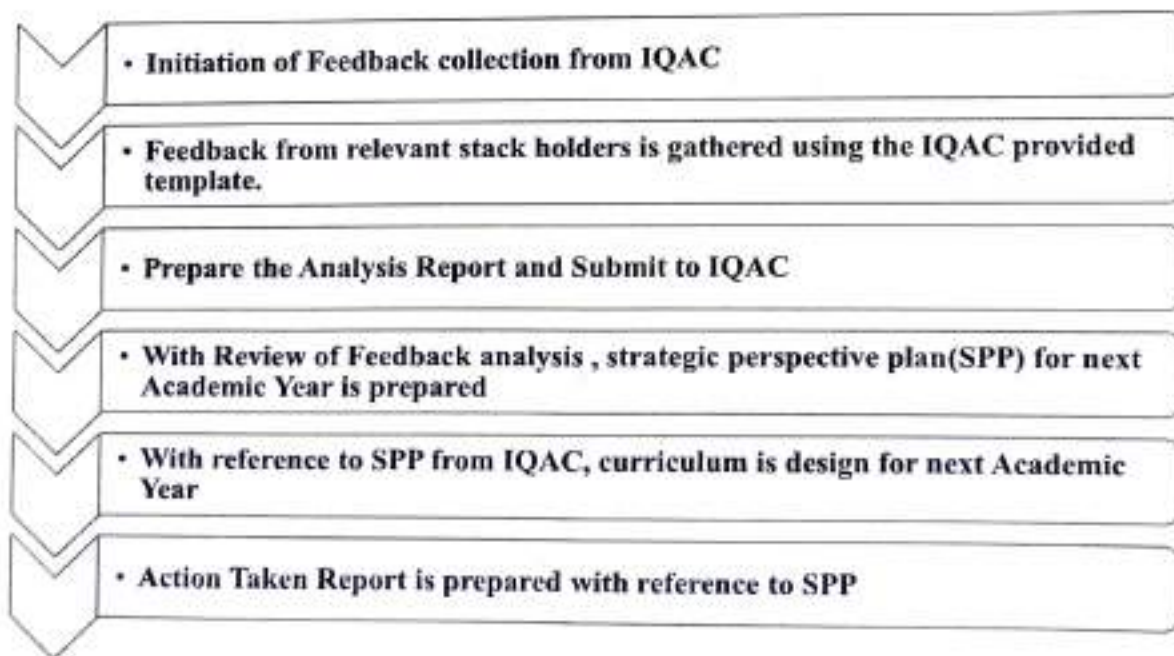 • Initiation of Feedback collection from IQAC
• Feedback from relevant stack holders is gathered using the IQAC provided
template.
• Prepare the Analysis Report and Submit to IQAC
• With Review of Feedback analysis , strategic perspective plan(SPP) for next
Academic Year is prepared
• With reference to SPP from IQAC, curriculum is design for next Academic
Year
• Action Taken Report is prepared with reference to SPP